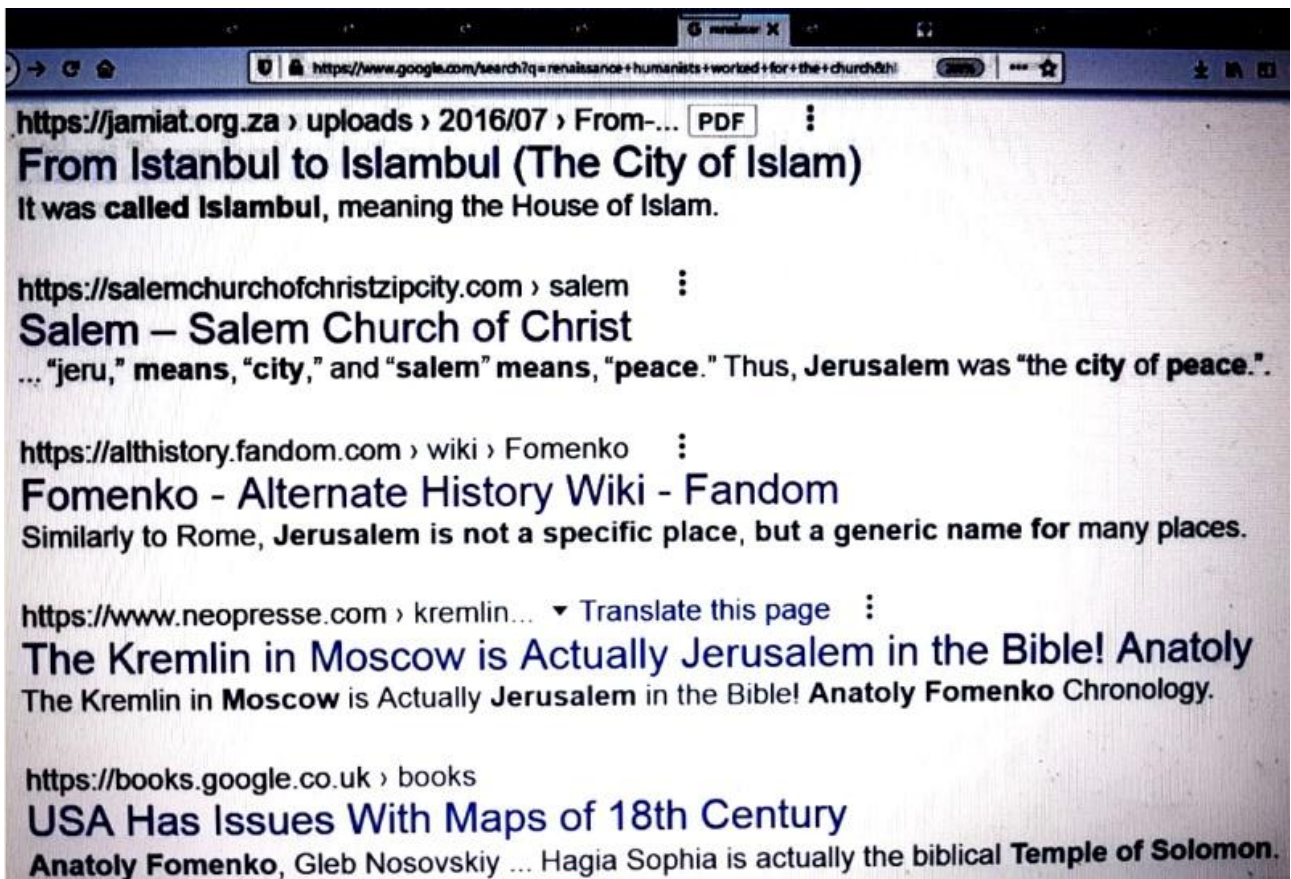 renaissar X
https://www.google.com/search?q=renaissance+humanists+worked+for+the+church&hl
https://jamiat.org.za › uploads › 2016/07 › From-... PDF
From Istanbul to Islambul (The City of Islam)
It was called Islambul, meaning the House of Islam.
https://salemchurchofchristzipcity.com › salem
Salem – Salem Church of Christ
... "jeru," means, "city," and "salem" means, "peace." Thus, Jerusalem was "the city of peace.".
https://althistory.fandom.com › wiki › Fomenko
Fomenko - Alternate History Wiki - Fandom
Similarly to Rome, Jerusalem is not a specific place, but a generic name for many places.
https://www.neopresse.com › kremlin... ▾ Translate this page
The Kremlin in Moscow is Actually Jerusalem in the Bible! Anatoly
The Kremlin in Moscow is Actually Jerusalem in the Bible! Anatoly Fomenko Chronology.
https://books.google.co.uk › books
USA Has Issues With Maps of 18th Century
Anatoly Fomenko, Gleb Nosovskiy ... Hagia Sophia is actually the biblical Temple of Solomon.